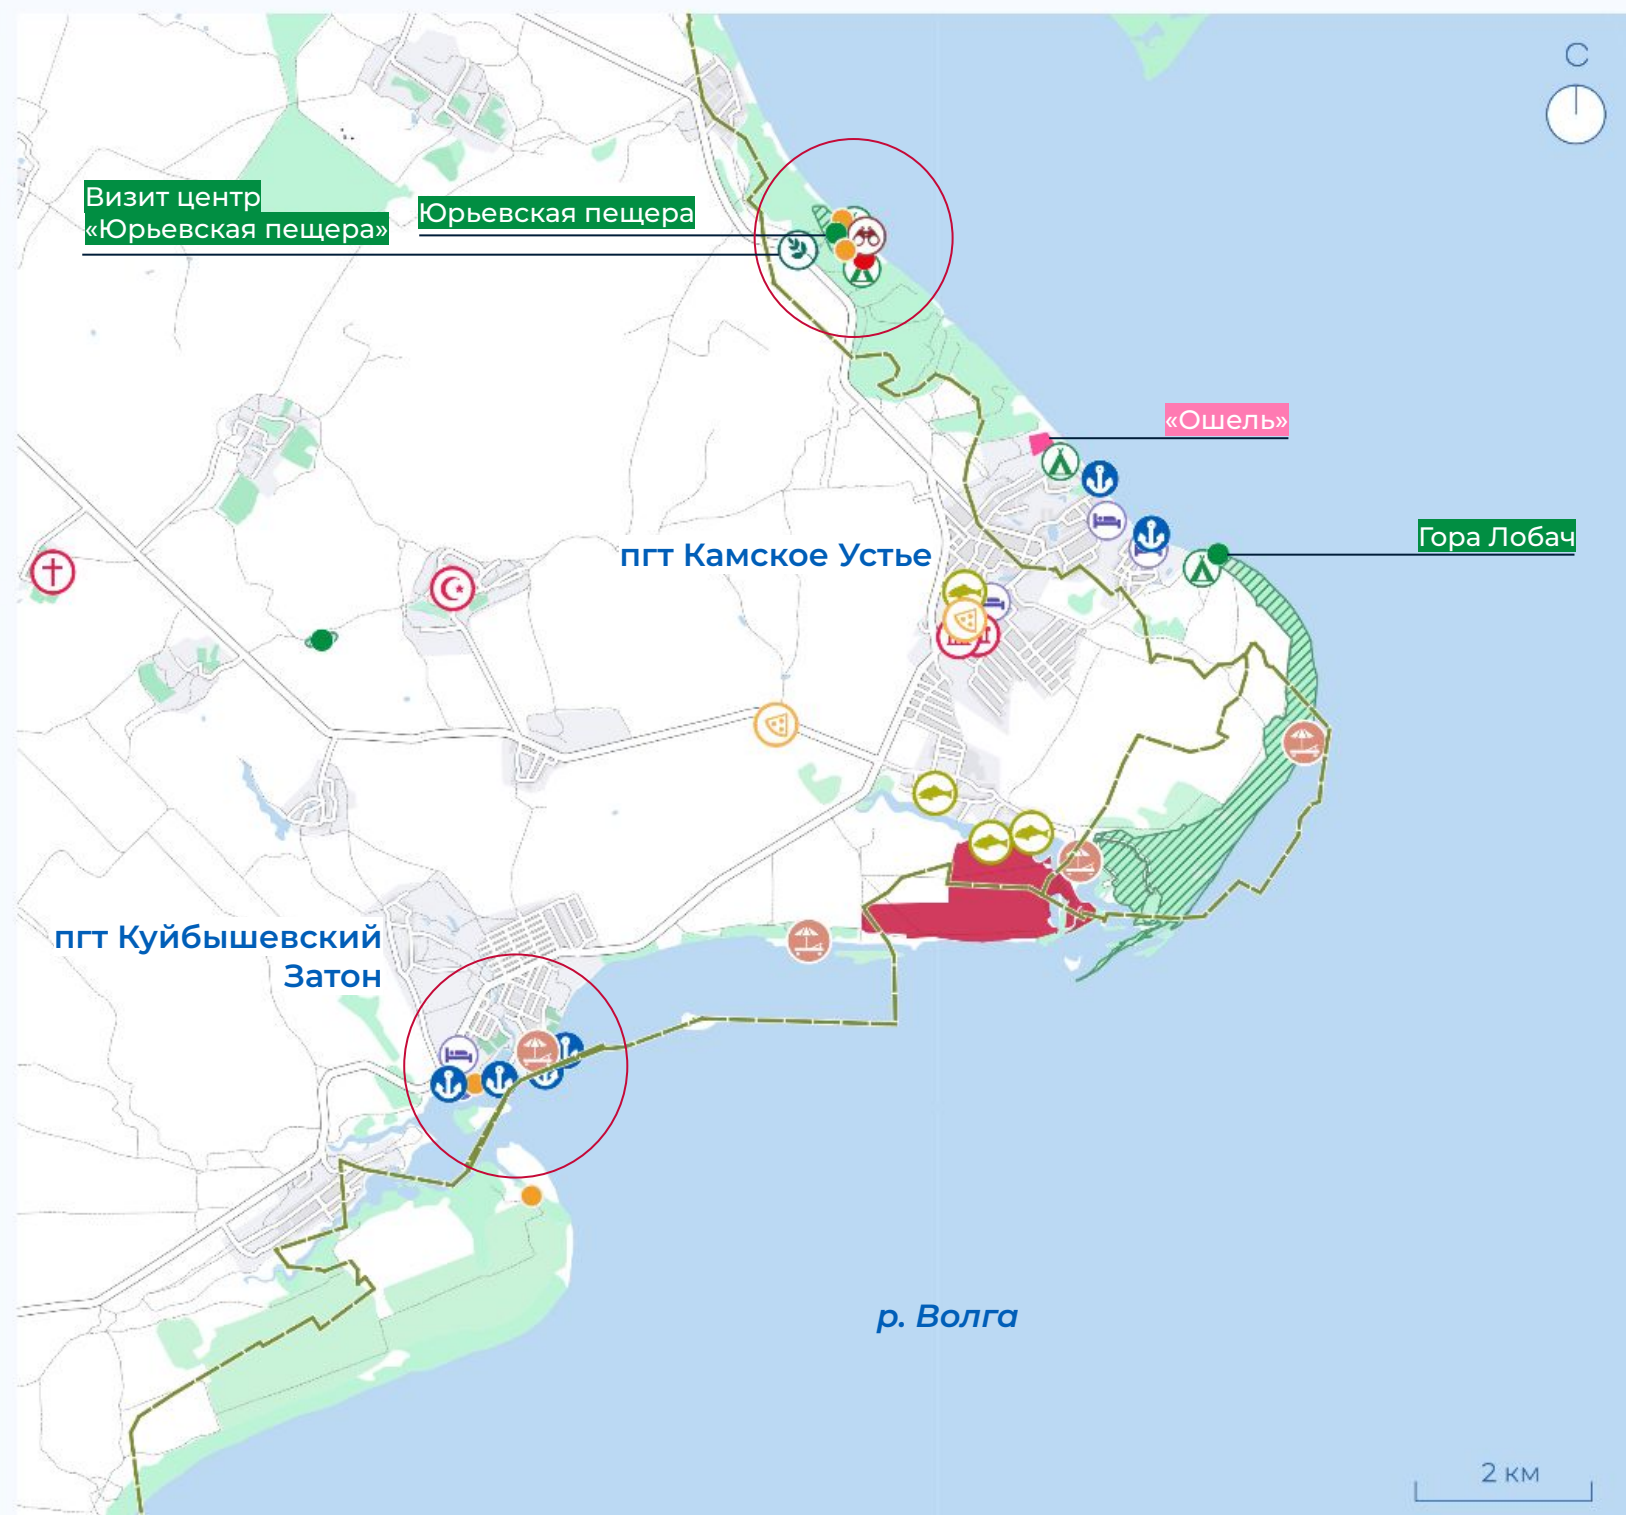 С
Визит центр
«Юрьевская пещера»
Юрьевская пещера
«Ошель»
Гора Лобач
пгт Камское Устье
пгт Куйбышевский
Затон
р. Волга
2 км